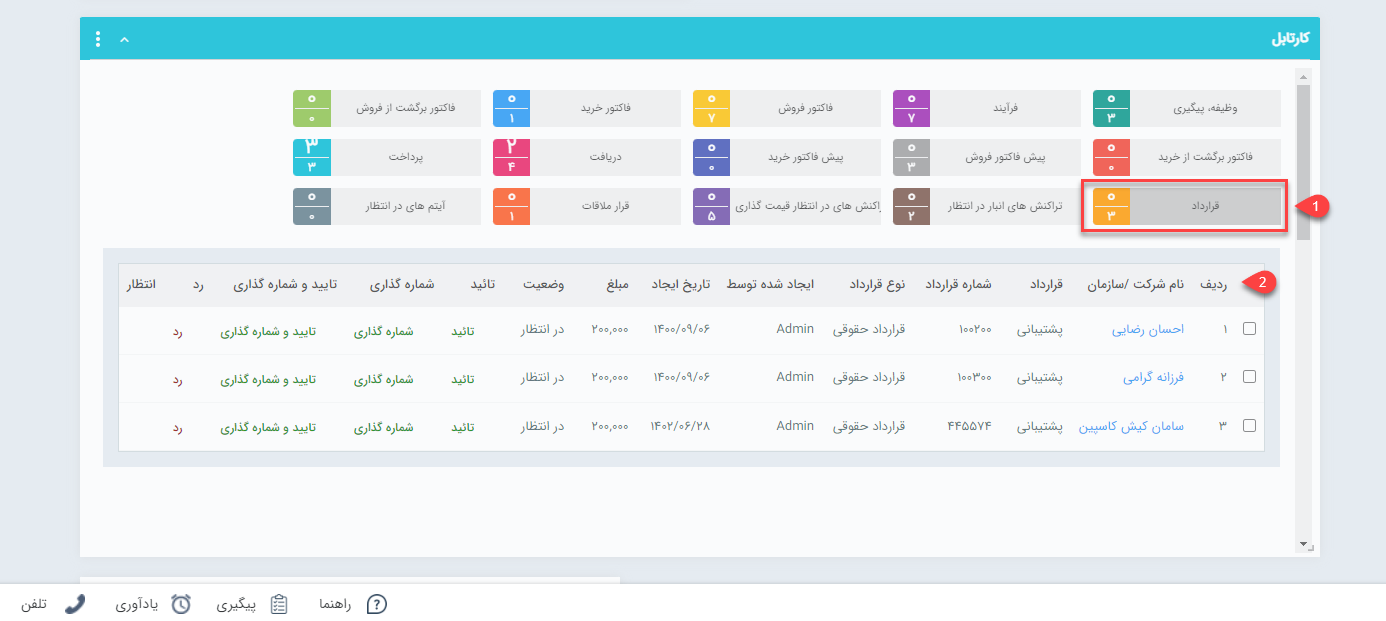 کارتابل
وظیفه، پیگیری ۰ ۳ فرآیند ۰ ۷ فاکتور فروش ۰ ۷ فاکتور خرید ۰ ۱ فاکتور برگشت از فروش ۰ ۰
فاکتور برگشت از خرید ۰ ۰ پیش فاکتور فروش ۰ ۳ پیش فاکتور خرید ۰ ۰ دریافت ۲ ۴ پرداخت ۳ ۳
قرارداد ۰ ۳ تراکنش های انبار در انتظار ۰ ۲ راکنش های در انتظار قیمت گذاری ۰ ۵ قرار ملاقات ۰ ۱ آیتم های در انتظار ۰ ۰
1
2
ردیف نام شرکت /سازمان قرارداد شماره قرارداد نوع قرارداد ایجاد شده توسط تاریخ ایجاد مبلغ وضعیت تائید شماره گذاری تایید و شماره گذاری رد انتظار
۱ احسان رضایی پشتیبانی ۱۰۰۲۰۰ قرارداد حقوقی Admin ۱۴۰۰/۰۹/۰۶ ۲۰۰,۰۰۰ در انتظار تائید شماره گذاری تایید و شماره گذاری رد
۲ فرزانه گرامی پشتیبانی ۱۰۰۳۰۰ قرارداد حقوقی Admin ۱۴۰۰/۰۹/۰۶ ۲۰۰,۰۰۰ در انتظار تائید شماره گذاری تایید و شماره گذاری رد
۳ سامان کیش کاسپین پشتیبانی ۴۴۵۵۷۴ قرارداد حقوقی Admin ۱۴۰۲/۰۶/۲۸ ۲۰۰,۰۰۰ در انتظار تائید شماره گذاری تایید و شماره گذاری رد
راهنما پیگیری یادآوری تلفن